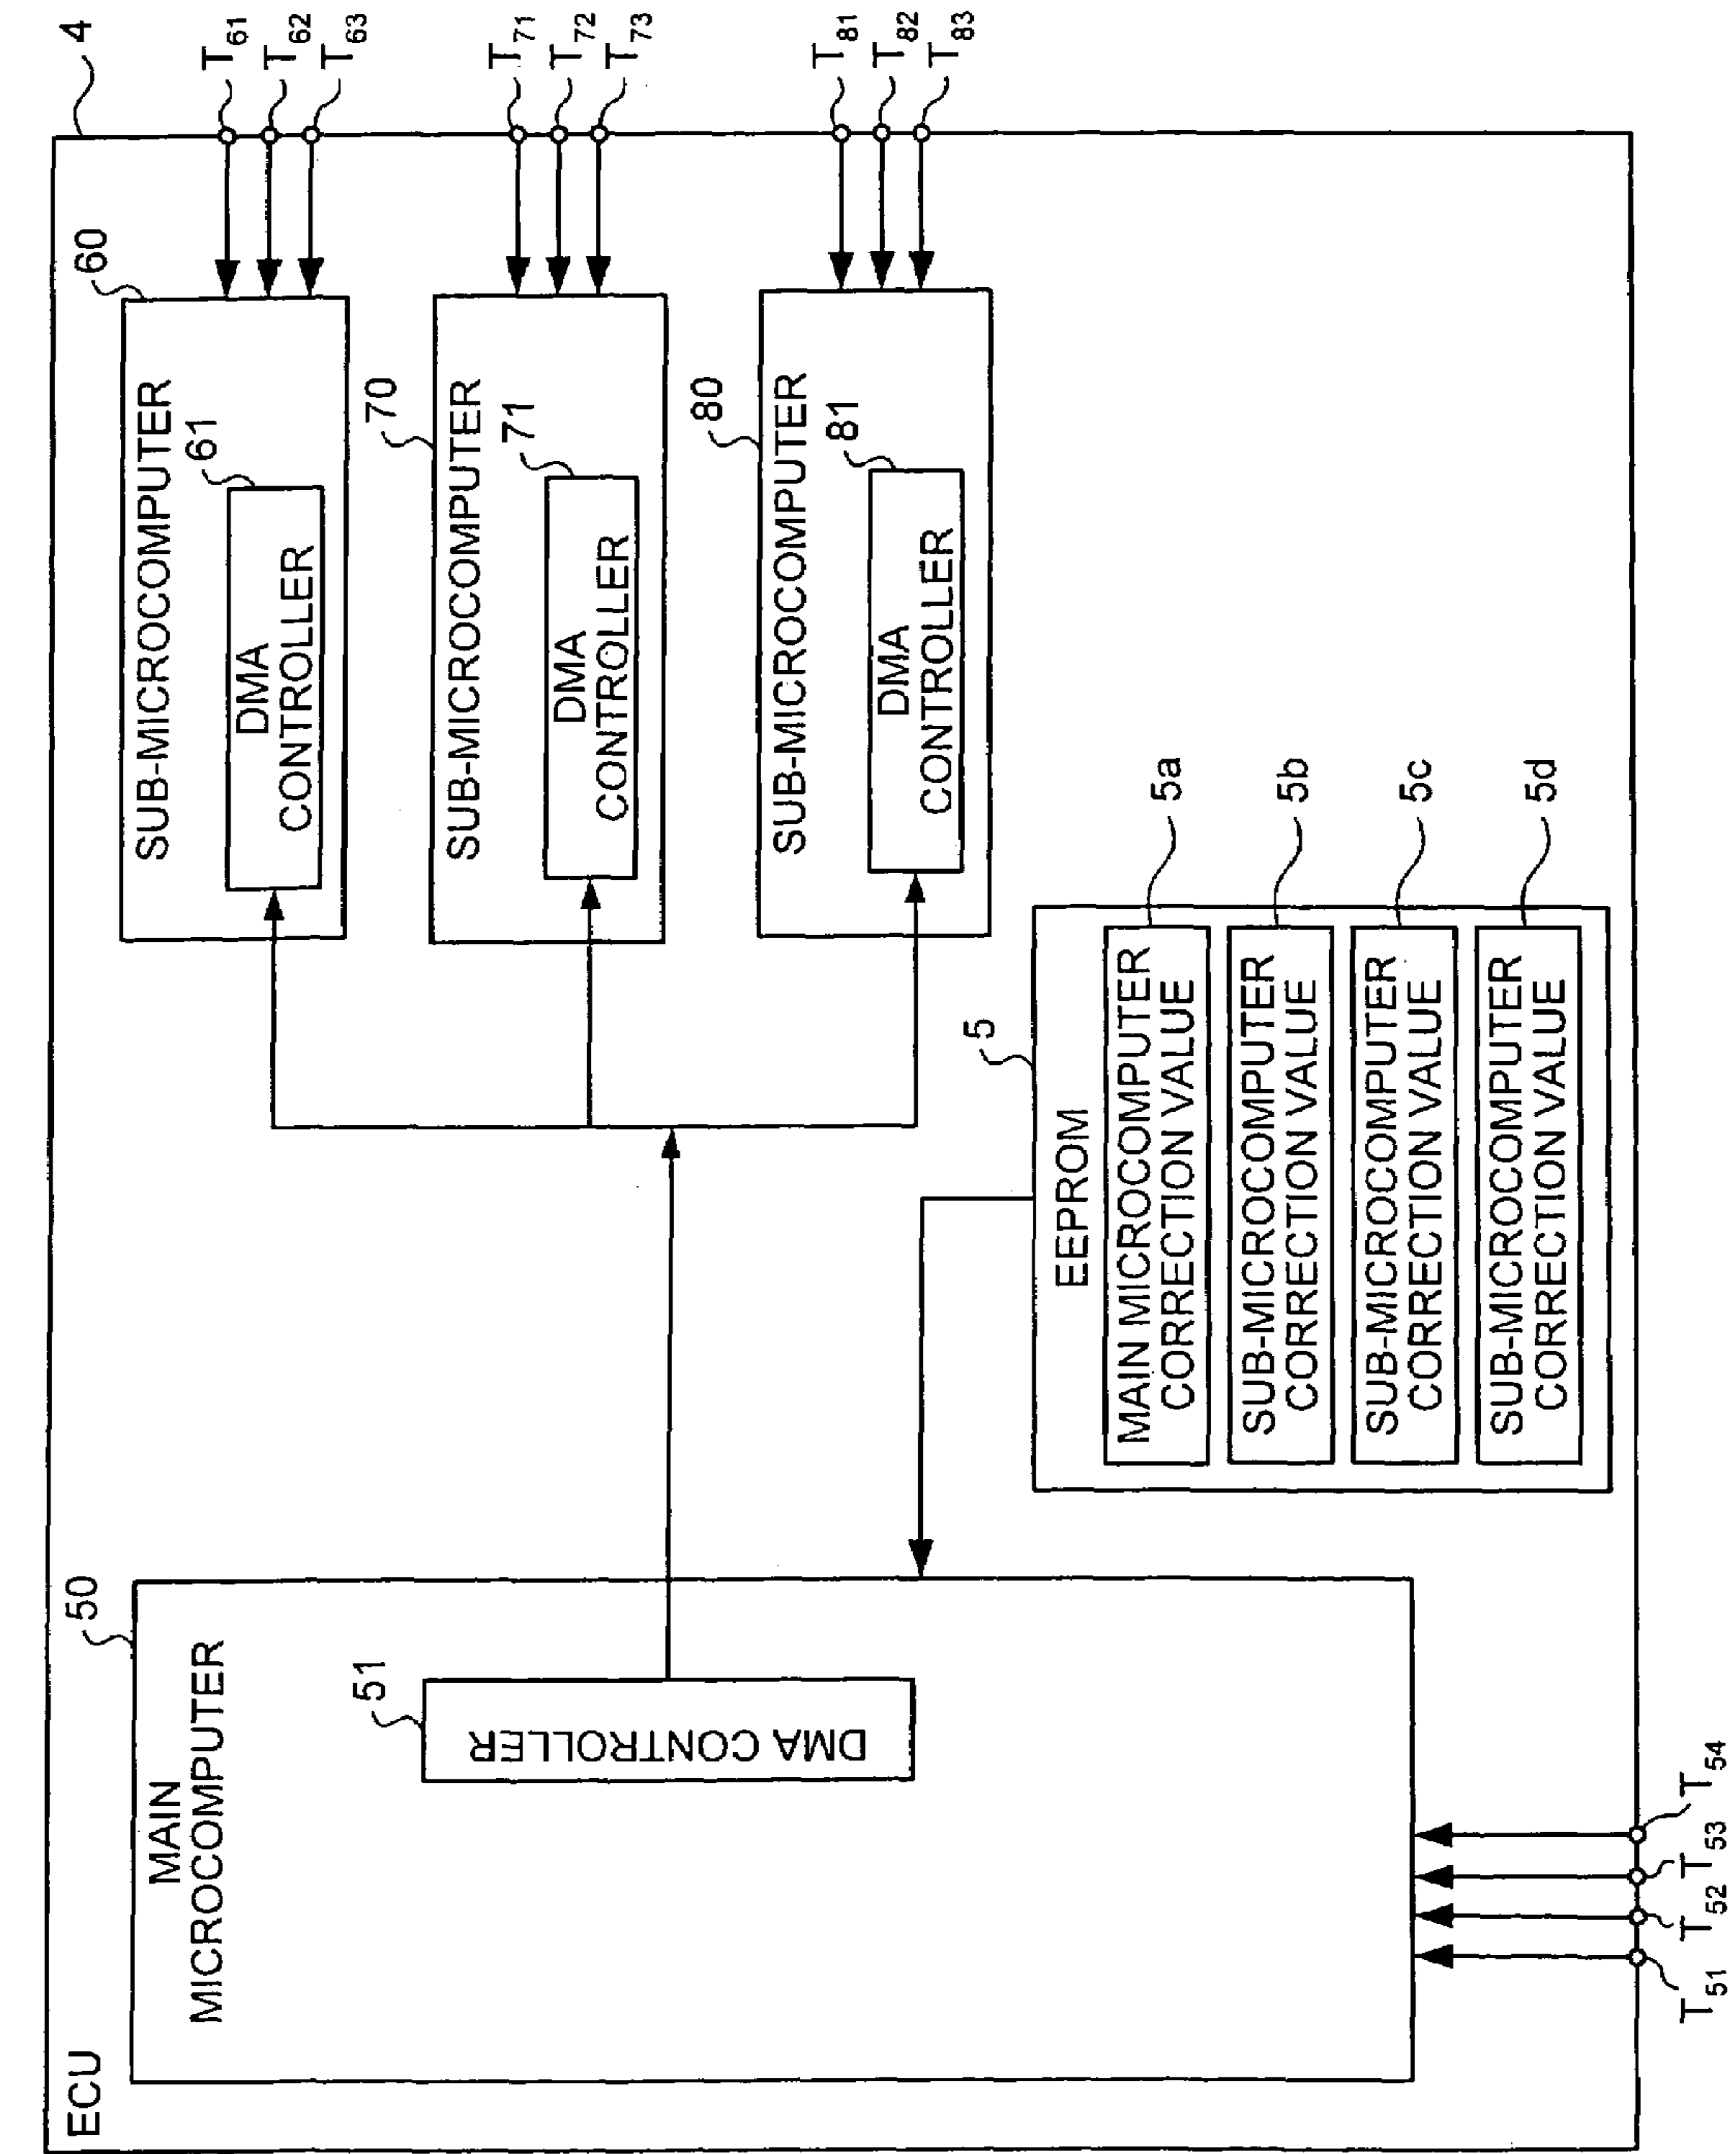 ECU
4
50
MAIN
MICROCOMPUTER
51
DMA CONTROLLER
60
SUB-MICROCOMPUTER
61
DMA
CONTROLLER
T61
T62
T63
70
SUB-MICROCOMPUTER
71
DMA
CONTROLLER
T71
T72
T73
80
SUB-MICROCOMPUTER
81
DMA
CONTROLLER
T81
T82
T83
5
EEPROM
MAIN MICROCOMPUTER
CORRECTION VALUE
5a
SUB-MICROCOMPUTER
CORRECTION VALUE
5b
SUB-MICROCOMPUTER
CORRECTION VALUE
5c
SUB-MICROCOMPUTER
CORRECTION VALUE
5d
T51
T52
T53
T54